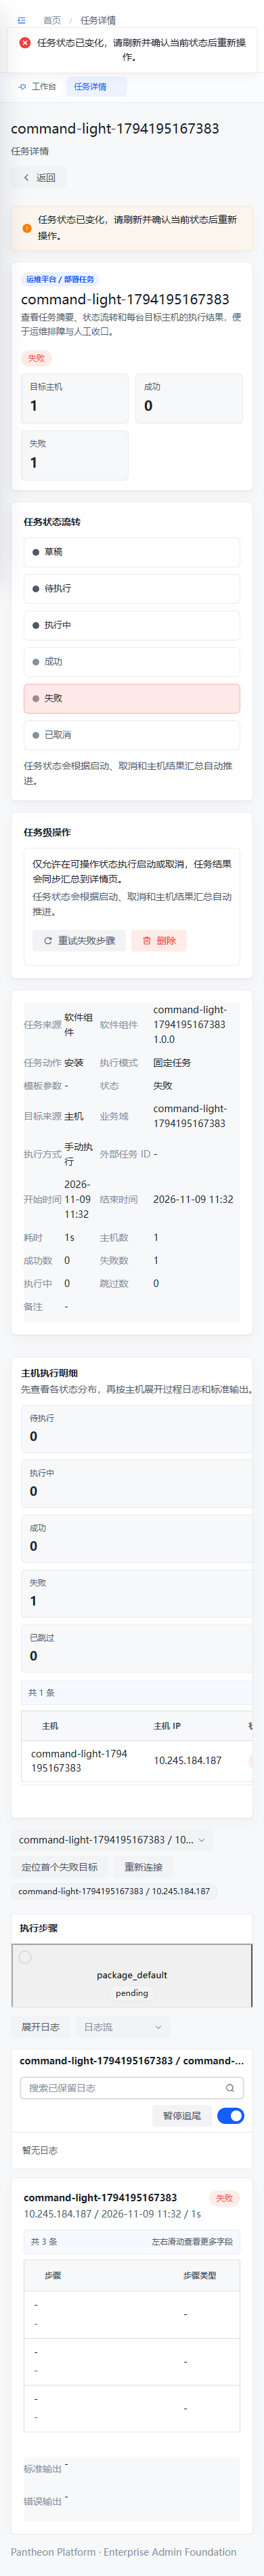 首页 / 任务详情
任务状态已变化，请刷新并确认当前状态后重新操作。
工作台
任务详情
command-light-1794195167383
任务详情
返回
任务状态已变化，请刷新并确认当前状态后重新操作。
运维平台 / 部署任务
command-light-1794195167383
查看任务摘要、状态流转和每台目标主机的执行结果，便于运维排障与人工收口。
失败
目标主机
1
成功
0
失败
1
任务状态流转
草稿
待执行
执行中
成功
失败
已取消
任务状态会根据启动、取消和主机结果汇总自动推进。
任务级操作
仅允许在可操作状态执行启动或取消，任务结果会同步汇总到详情页。
任务状态会根据启动、取消和主机结果汇总自动推进。
重试失败步骤
删除
任务来源 软件组件 软件组件 command-light-1794195167383 1.0.0
任务动作 安装 执行模式 固定任务
模板参数 - 状态 失败
目标来源 主机 业务域 command-light-1794195167383
执行方式 手动执行 外部任务 ID -
开始时间 2026-11-09 11:32 结束时间 2026-11-09 11:32
耗时 1s 主机数 1
成功数 0 失败数 1
执行中 0 跳过数 0
备注 -
主机执行明细
先查看各状态分布，再按主机展开过程日志和标准输出。
待执行
0
执行中
0
成功
0
失败
1
已跳过
0
共 1 条
主机 主机 IP
command-light-1794195167383 10.245.184.187
command-light-1794195167383 / 10...
定位首个失败目标
重新连接
command-light-1794195167383 / 10.245.184.187
执行步骤
package_default
pending
展开日志
日志流
command-light-1794195167383 / command-...
搜索已保留日志
暂停追尾
暂无日志
command-light-1794195167383
失败
10.245.184.187 / 2026-11-09 11:32 / 1s
共 3 条 左右滑动查看更多字段
步骤 步骤类型
-
- -
-
- -
-
- -
标准输出 -
错误输出 -
Pantheon Platform · Enterprise Admin Foundation